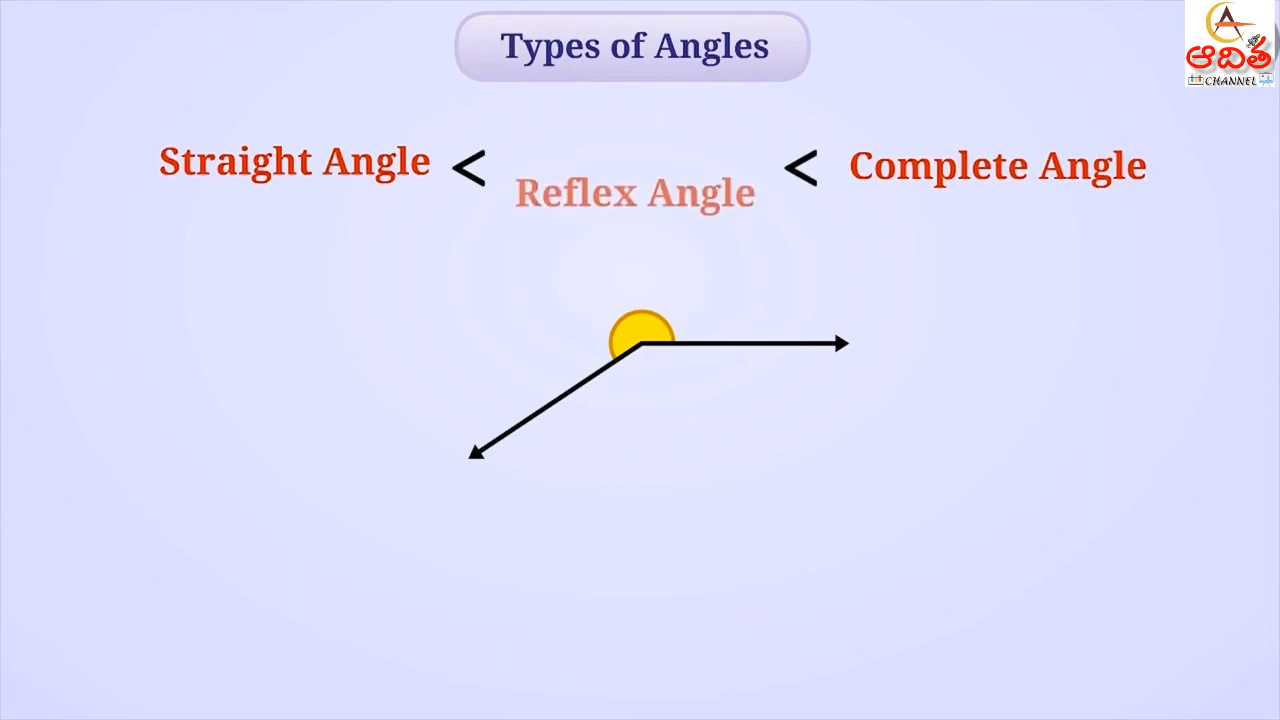 Types of Angles
Straight Angle < Reflex Angle < Complete Angle
ఆదిత్య
CHANNEL